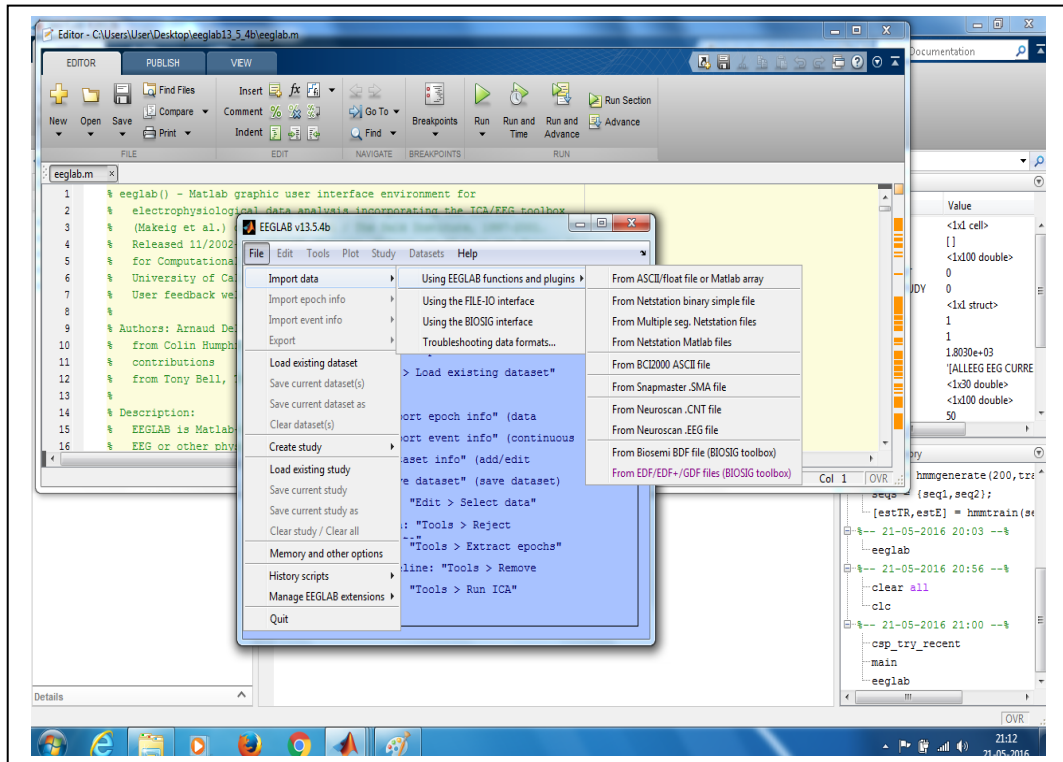 Editor - C:\Users\User\Desktop\eeglab13_5_4b\eeglab.m
Documentation
EDITOR PUBLISH VIEW
New Open Save
Find Files
Compare
Print
Insert
Comment
Indent
Go To
Find
Breakpoints
Run Run and Time Run and Advance
Run Section
Advance
FILE EDIT NAVIGATE BREAKPOINTS RUN
eeglab.m
1 % eeglab() - Matlab graphic user interface environment for
2 % electrophysiological data analysis incorporating the ICA/EEG toolbox
3 % (Makeig et al.)
4 % Released 11/2002
5 % for Computationa
6 % University of Ca
7 % User feedback wel
8 %
9 % Authors: Arnaud De
10 % from Colin Humph
11 % contributions
12 % from Tony Bell,
13 %
14 % Description:
15 % EEGLAB is Matlab
16 % EEG or other phy
Col 1 OVR
EEGLAB v13.5.4b
File Edit Tools Plot Study Datasets Help
Import data
Import epoch info
Import event info
Export
Load existing dataset
Save current dataset(s)
Save current dataset as
Clear dataset(s)
Create study
Load existing study
Save current study
Save current study as
Clear study / Clear all
Memory and other options
History scripts
Manage EEGLAB extensions
Quit
Using EEGLAB functions and plugins
Using the FILE-IO interface
Using the BIOSIG interface
Troubleshooting data formats...
From ASCII/float file or Matlab array
From Netstation binary simple file
From Multiple seg. Netstation files
From Netstation Matlab files
From BCI2000 ASCII file
From Snapmaster .SMA file
From Neuroscan .CNT file
From Neuroscan .EEG file
From Biosemi BDF file (BIOSIG toolbox)
From EDF/EDF+/GDF files (BIOSIG toolbox)
> Load existing dataset"
ort epoch info" (data
ort event info" (continuous
aset info" (add/edit
e dataset" (save dataset)
"Edit > Select data"
: "Tools > Reject
"Tools > Extract epochs"
line: "Tools > Remove
"Tools > Run ICA"
Value
<1x1 cell>
[]
<1x100 double>
0
UDY 0
<1x1 struct>
1
1
1.8030e+03
'[ALLEEG EEG CURRE
<1x30 double>
<1x100 double>
50
ory
hmmgenerate(200,tra
seqs = {seq1,seq2};
[estTR,estE] = hmmtrain(se
%-- 21-05-2016 20:03 --%
eeglab
%-- 21-05-2016 20:56 --%
clear all
clc
%-- 21-05-2016 21:00 --%
csp_try_recent
main
eeglab
Details
OVR
21:12
21-05-2016